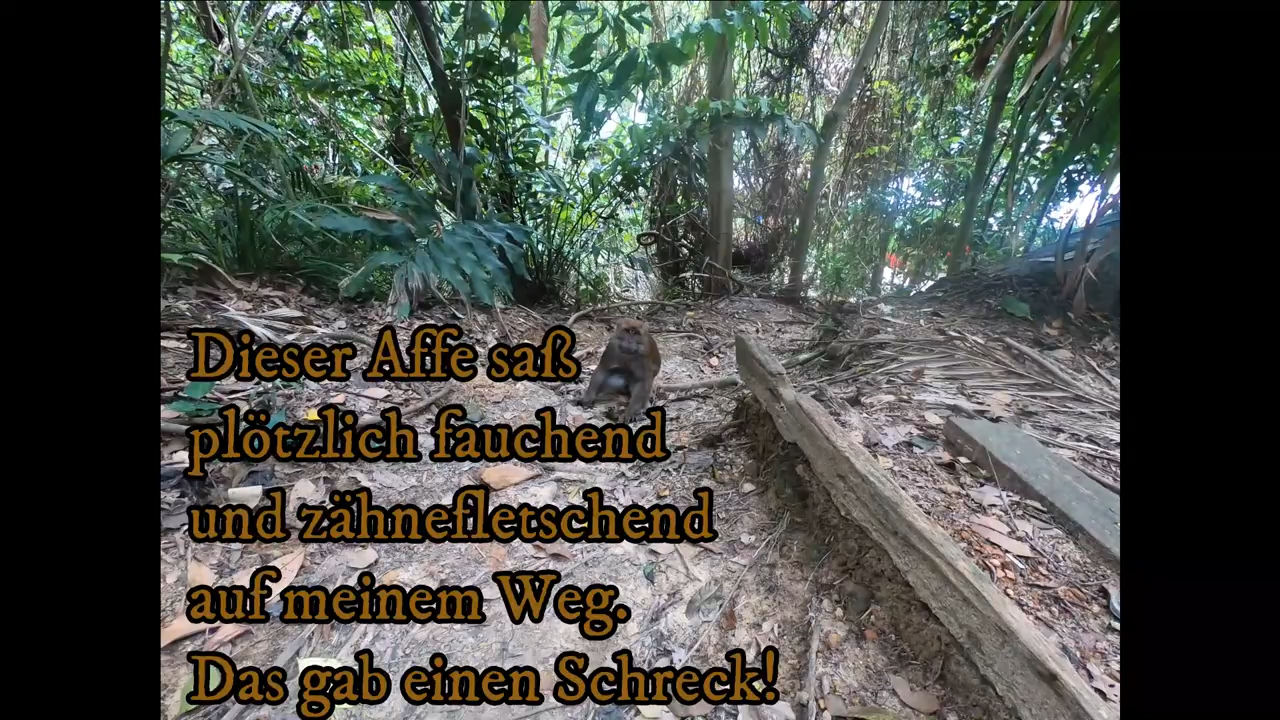 Dieser Affe saß
plötzlich fauchend
und zähnefletschend
auf meinem Weg.
Das gab einen Schreck!